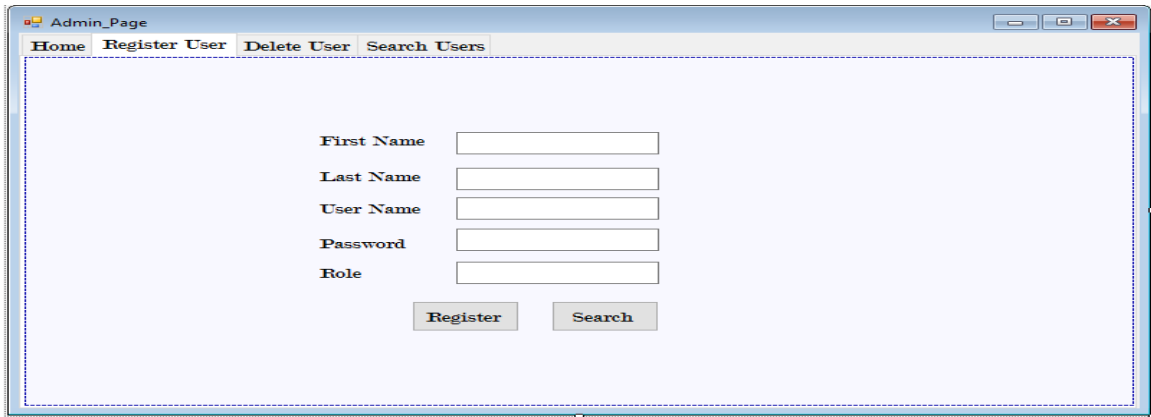 Admin_Page
Home Register User Delete User Search Users
First Name
Last Name
User Name
Password
Role
Register Search